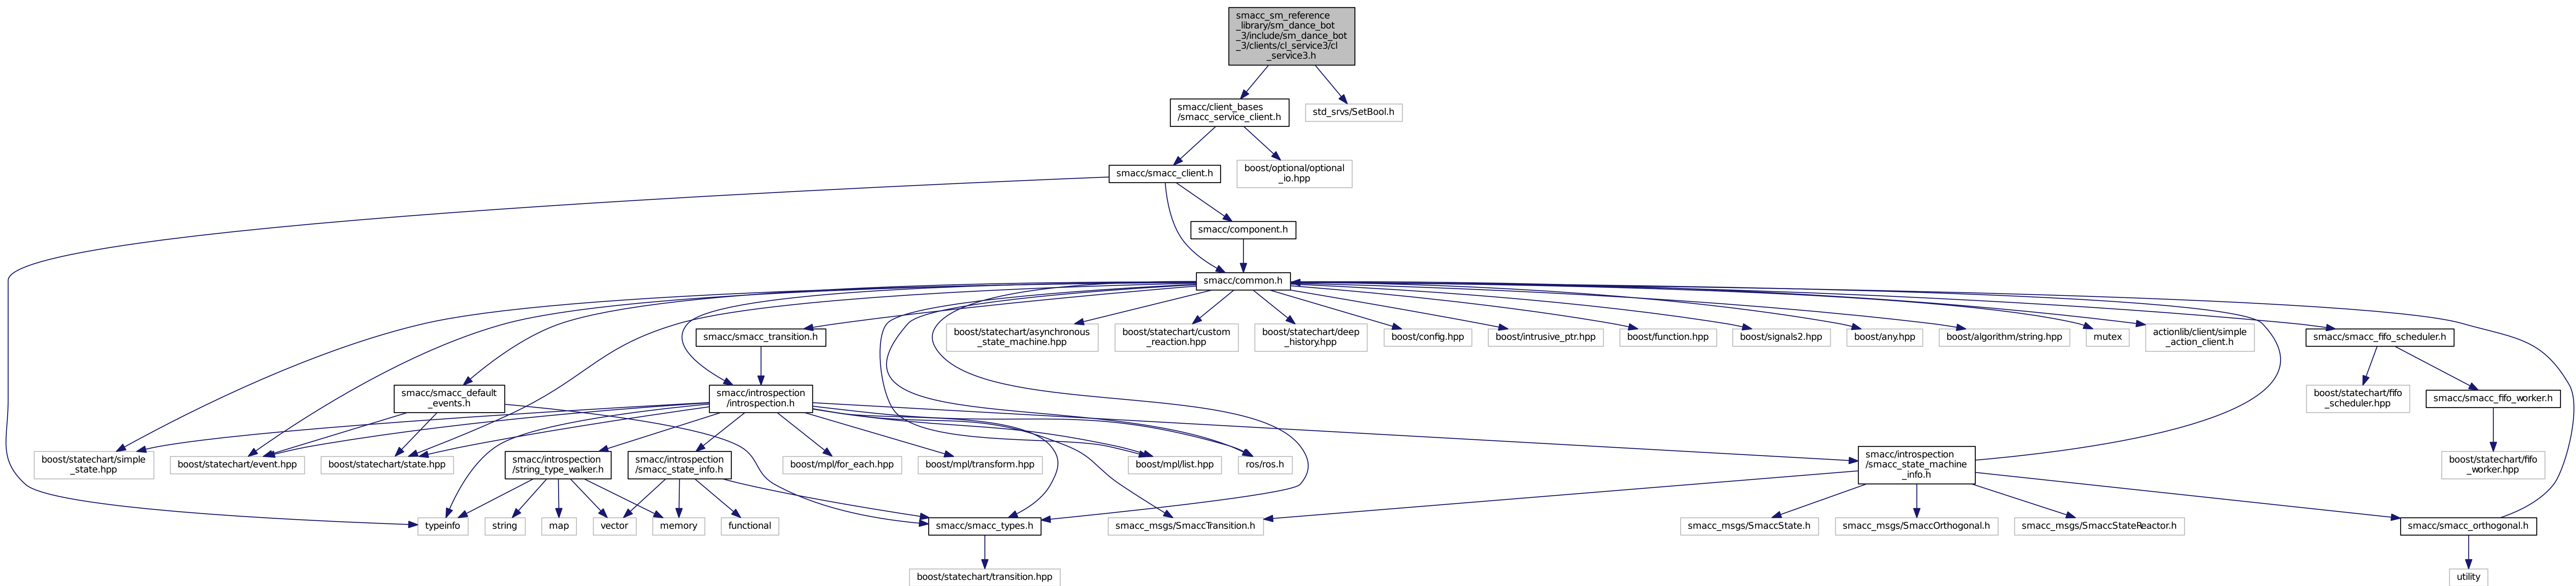 smacc_sm_reference
_library/sm_dance_bot
_3/include/sm_dance_bot
_3/clients/cl_service3/cl
_service3.h
smacc/client_bases
/smacc_service_client.h
std_srvs/SetBool.h
smacc/smacc_client.h
boost/optional/optional
_io.hpp
smacc/component.h
smacc/common.h
smacc/smacc_transition.h
boost/statechart/asynchronous
_state_machine.hpp
boost/statechart/custom
_reaction.hpp
boost/statechart/deep
_history.hpp
boost/config.hpp
boost/intrusive_ptr.hpp
boost/function.hpp
boost/signals2.hpp
boost/any.hpp
boost/algorithm/string.hpp
mutex
actionlib/client/simple
_action_client.h
smacc/smacc_fifo_scheduler.h
smacc/smacc_default
_events.h
smacc/introspection
/introspection.h
boost/statechart/fifo
_scheduler.hpp
smacc/smacc_fifo_worker.h
boost/statechart/simple
_state.hpp
boost/statechart/event.hpp
boost/statechart/state.hpp
smacc/introspection
/string_type_walker.h
smacc/introspection
/smacc_state_info.h
boost/mpl/for_each.hpp
boost/mpl/transform.hpp
boost/mpl/list.hpp
ros/ros.h
smacc/introspection
/smacc_state_machine
_info.h
boost/statechart/fifo
_worker.hpp
typeinfo
string
map
vector
memory
functional
smacc/smacc_types.h
smacc_msgs/SmaccTransition.h
smacc_msgs/SmaccState.h
smacc_msgs/SmaccOrthogonal.h
smacc_msgs/SmaccStateReactor.h
smacc/smacc_orthogonal.h
boost/statechart/transition.hpp
utility